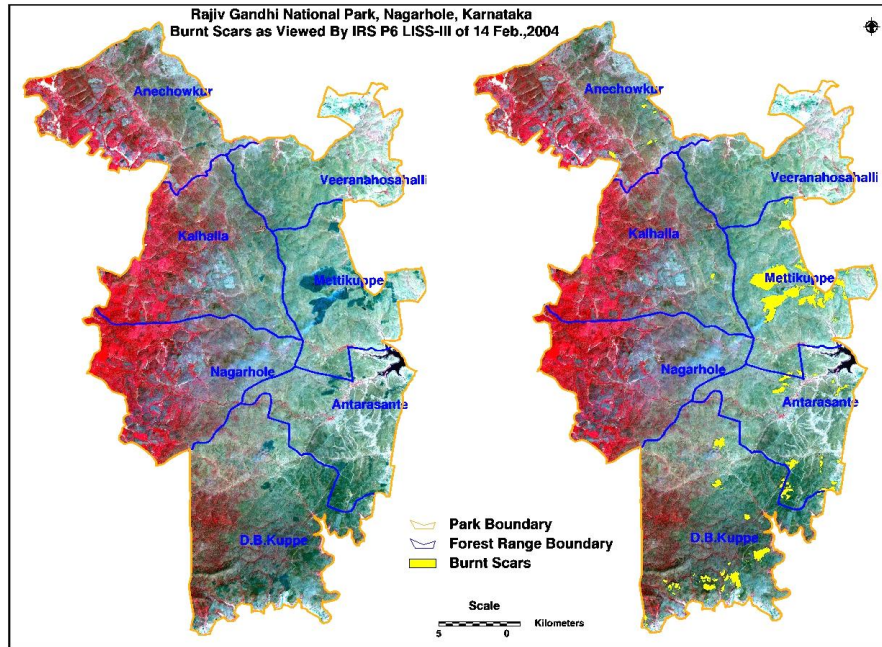 Rajiv Gandhi National Park, Nagarhole, Karnataka
Burnt Scars as Viewed By IRS P6 LISS-III of 14 Feb.,2004
Anechowkur
Veeranahosahalli
Kalhalla
Mettikuppe
Nagarhole
Antarasante
D.B.Kuppe
Anechowkur
Veeranahosahalli
Kalhalla
Mettikuppe
Nagarhole
Antarasante
D.B.Kuppe
Park Boundary
Forest Range Boundary
Burnt Scars
Scale
5 0 Kilometers